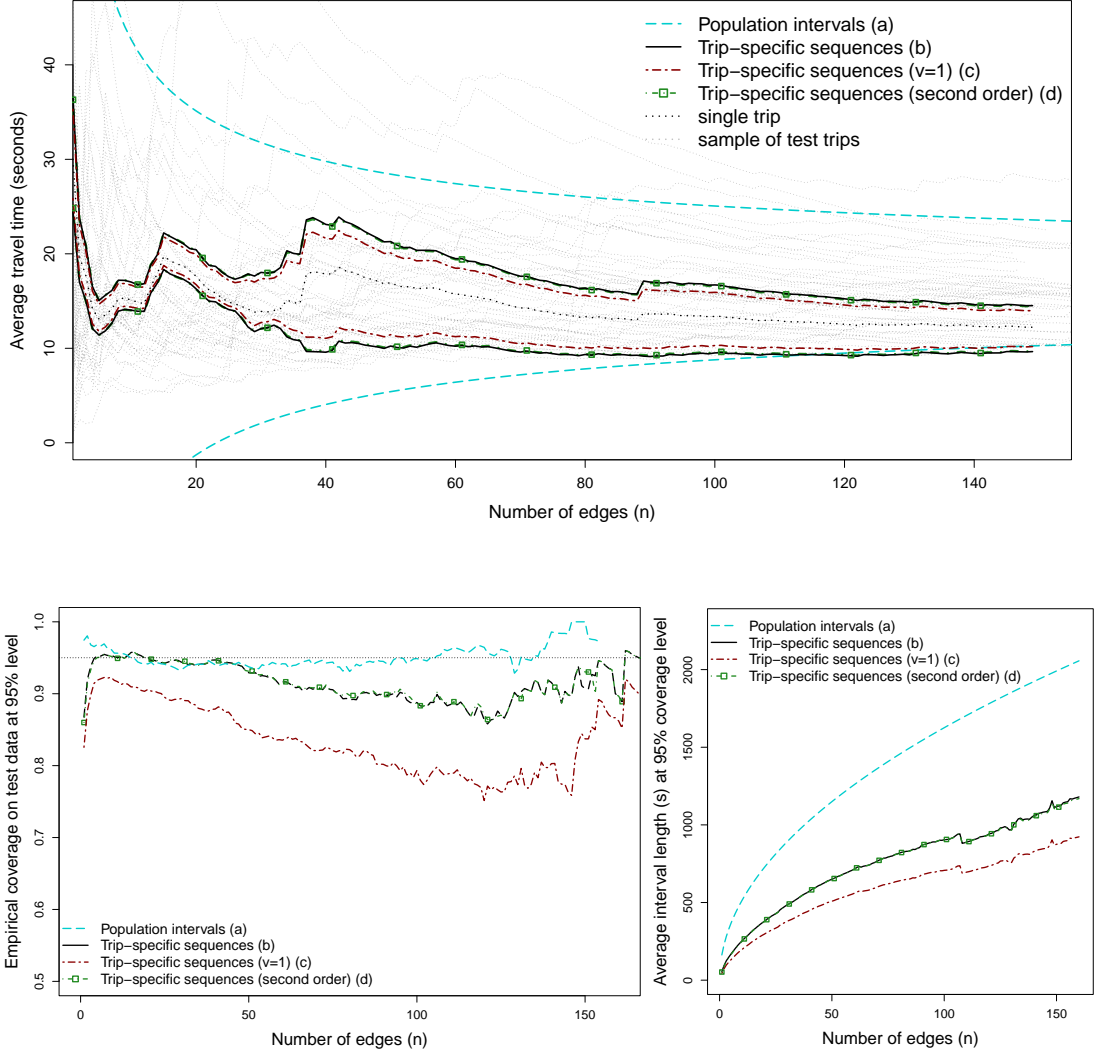 Population intervals (a)
Trip−specific sequences (b)
Trip−specific sequences (v=1) (c)
Trip−specific sequences (second order) (d)
single trip
sample of test trips
Average travel time (seconds)
40
30
20
10
0
20
40
60
80
100
120
140
Number of edges (n)
Empirical coverage on test data at 95% level
1.0
0.9
0.8
0.7
0.6
0.5
Population intervals (a)
Trip−specific sequences (b)
Trip−specific sequences (v=1) (c)
Trip−specific sequences (second order) (d)
0
50
100
150
Number of edges (n)
Average interval length (s) at 95% coverage level
2000
1500
1000
500
0
Population intervals (a)
Trip−specific sequences (b)
Trip−specific sequences (v=1) (c)
Trip−specific sequences (second order) (d)
0
50
100
150
Number of edges (n)